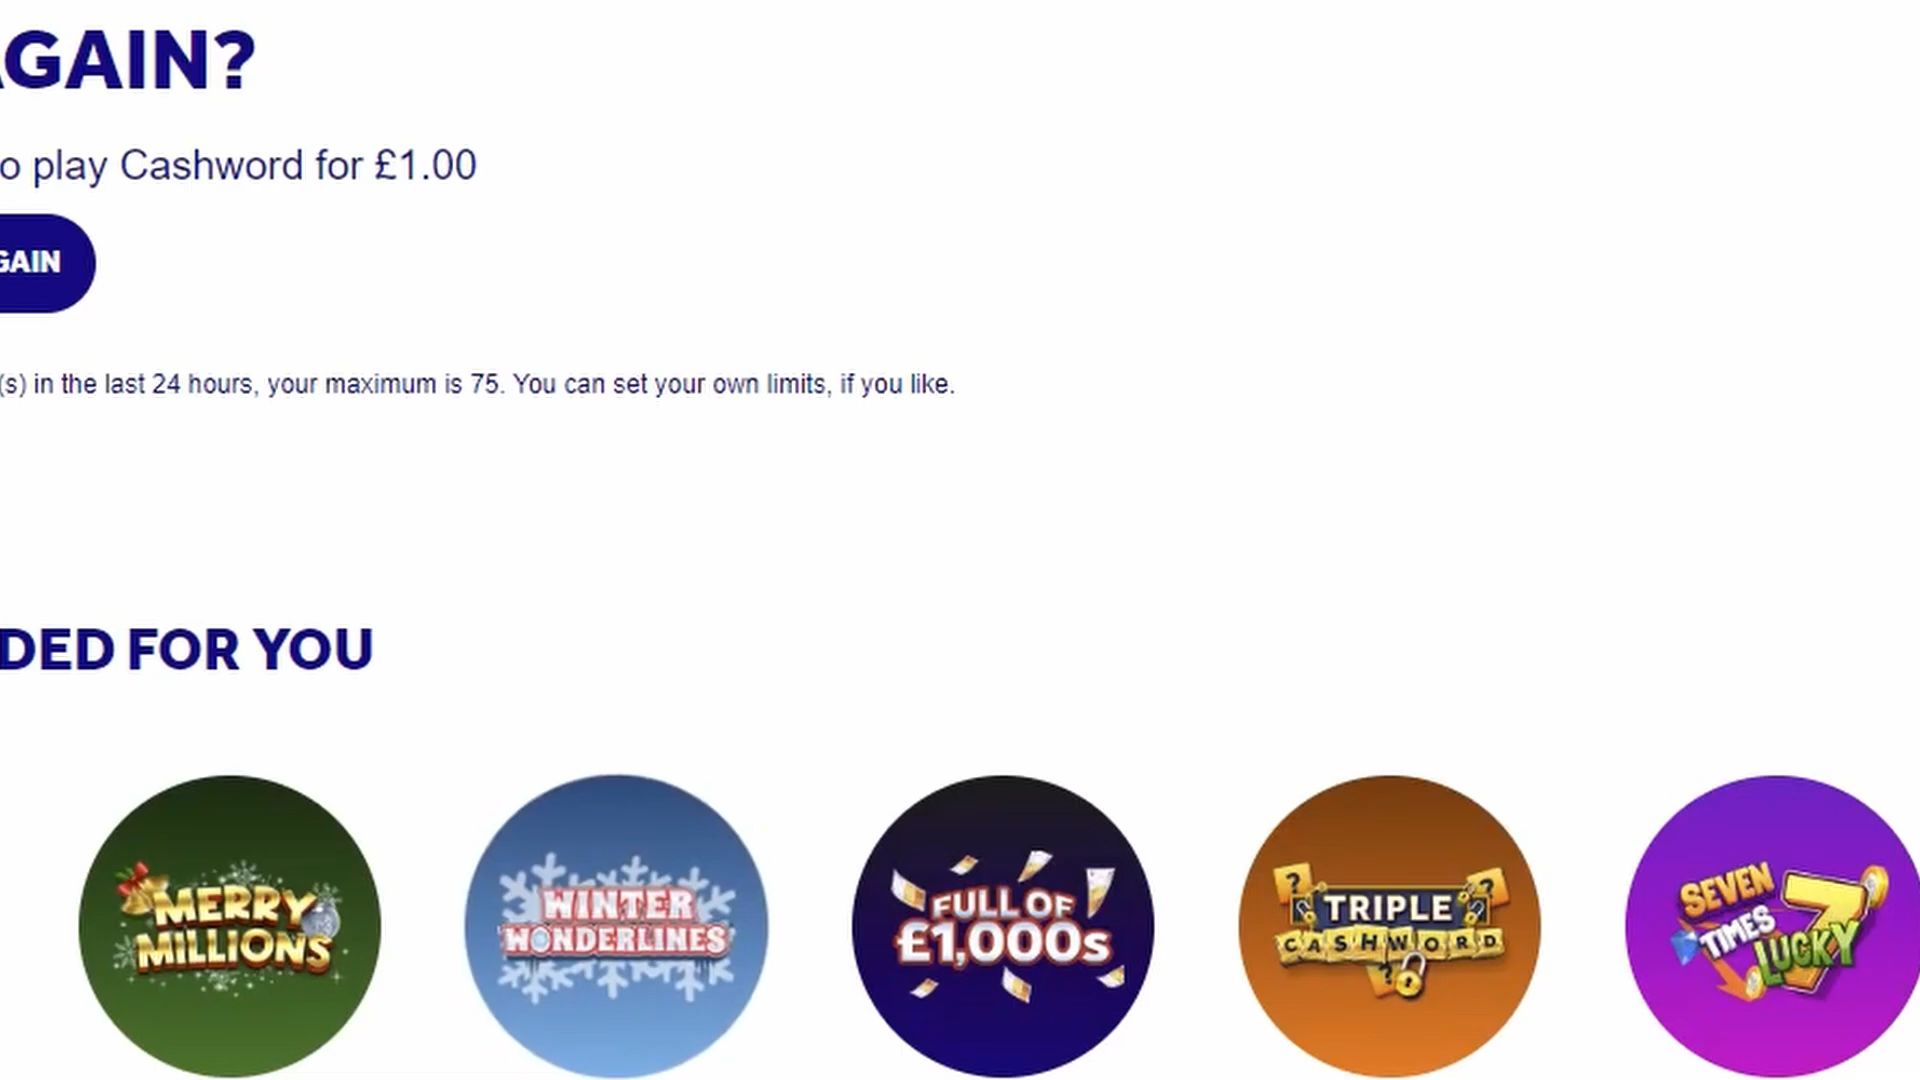 AGAIN?
o play Cashword for £1.00
GAIN
(s) in the last 24 hours, your maximum is 75. You can set your own limits, if you like.
DED FOR YOU
MERRY
MILLIONS
WINTER
WONDERLINES
FULL OF
£1,000s
? ?
TRIPLE
CASHWORD
?
SEVEN
TIMES
LUCKY
7